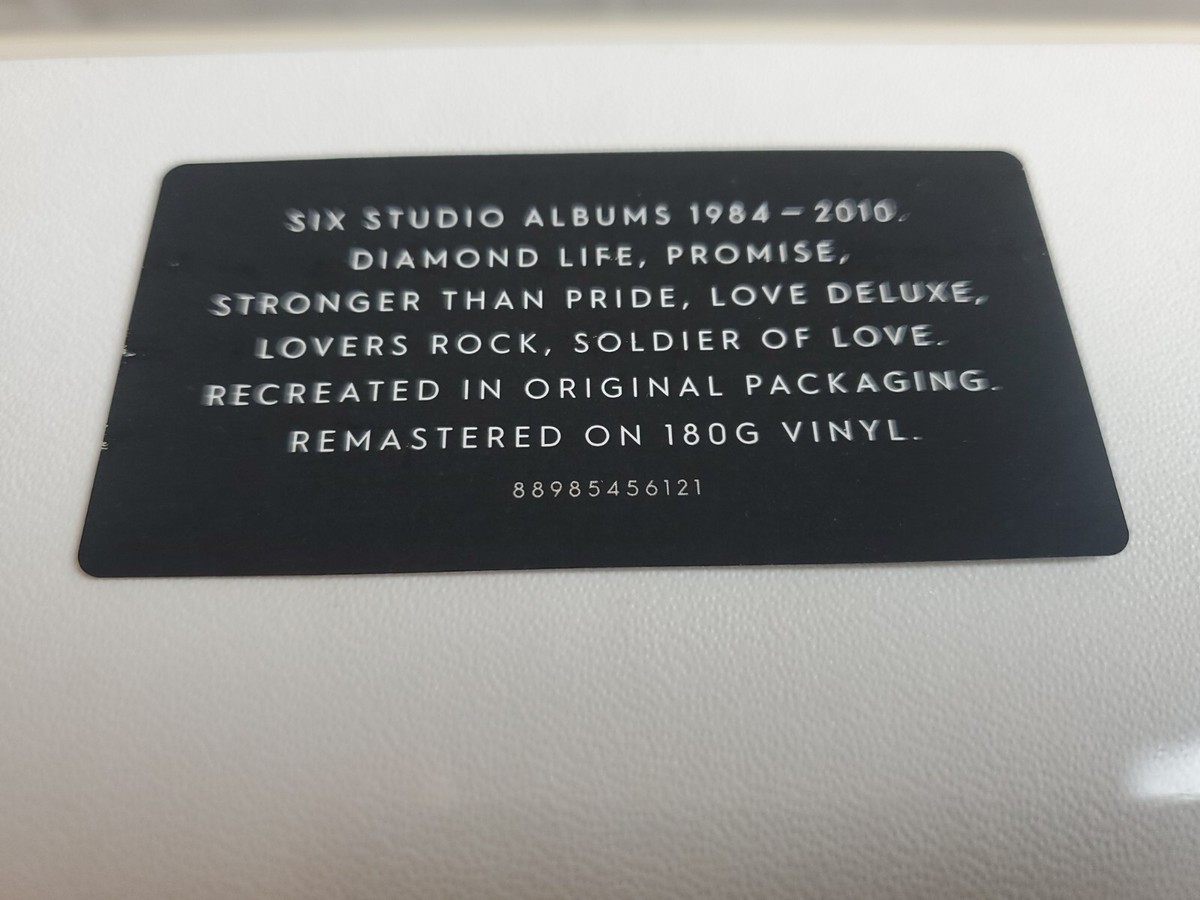 SIX STUDIO ALBUMS 1984 – 2010.
DIAMOND LIFE, PROMISE,
STRONGER THAN PRIDE, LOVE DELUXE,
LOVERS ROCK, SOLDIER OF LOVE.
RECREATED IN ORIGINAL PACKAGING.
REMASTERED ON 180G VINYL.
88985456121